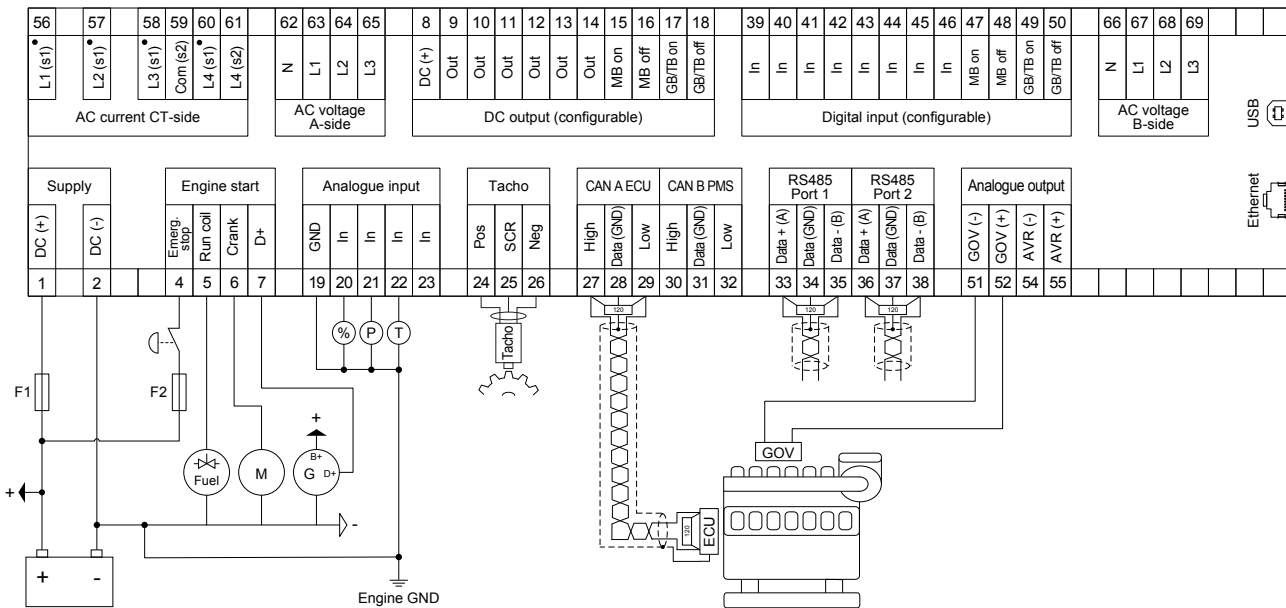 56 57 58 59 60 61 62 63 64 65 8 9 10 11 12 13 14 15 16 17 18 39 40 41 42 43 44 45 46 47 48 49 50 66 67 68 69
L1 (s1) L2 (s1) L3 (s1) Com (s2) L4 (s1) L4 (s2) N L1 L2 L3 DC (+) Out Out Out Out Out Out MB on MB off GB/TB on GB/TB off In In In In In In In In MB on MB off GB/TB on GB/TB off N L1 L2 L3
AC current CT-side
AC voltage
A-side
DC output (configurable)
Digital input (configurable)
AC voltage
B-side
USB
Supply
Engine start
Analogue input
Tacho
CAN A ECU
CAN B PMS
RS485
Port 1
RS485
Port 2
Analogue output
Ethernet
DC (+) DC (-) Emerg. stop Run coil Crank D+ GND In In In In Pos SCR Neg High Data (GND) Low High Data (GND) Low Data + (A) Data (GND) Data - (B) Data + (A) Data (GND) Data - (B) GOV (-) GOV (+) AVR (-) AVR (+)
1 2 4 5 6 7 19 20 21 22 23 24 25 26 27 28 29 30 31 32 33 34 35 36 37 38 51 52 54 55
120 120 120
% P T
Tacho
F1 F2
+
B+
G D+
Fuel
M
GOV
+
-
120
ECU
+ -
Engine GND